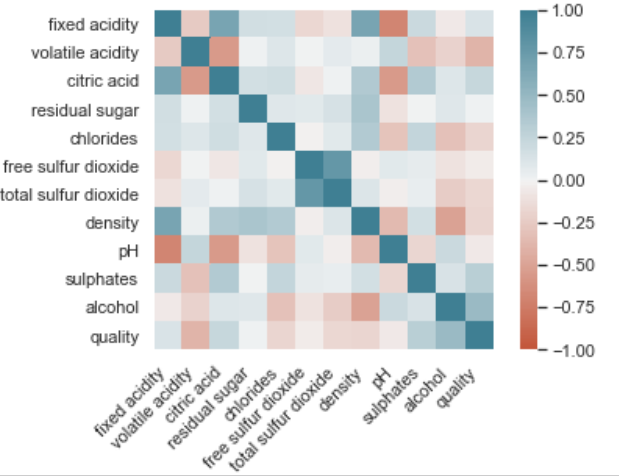 fixed acidity
volatile acidity
citric acid
residual sugar
chlorides
free sulfur dioxide
total sulfur dioxide
density
pH
sulphates
alcohol
quality
fixed acidity
volatile acidity
citric acid
residual sugar
chlorides
free sulfur dioxide
total sulfur dioxide
density
pH
sulphates
alcohol
quality
1.00
0.75
0.50
0.25
0.00
−0.25
−0.50
−0.75
−1.00